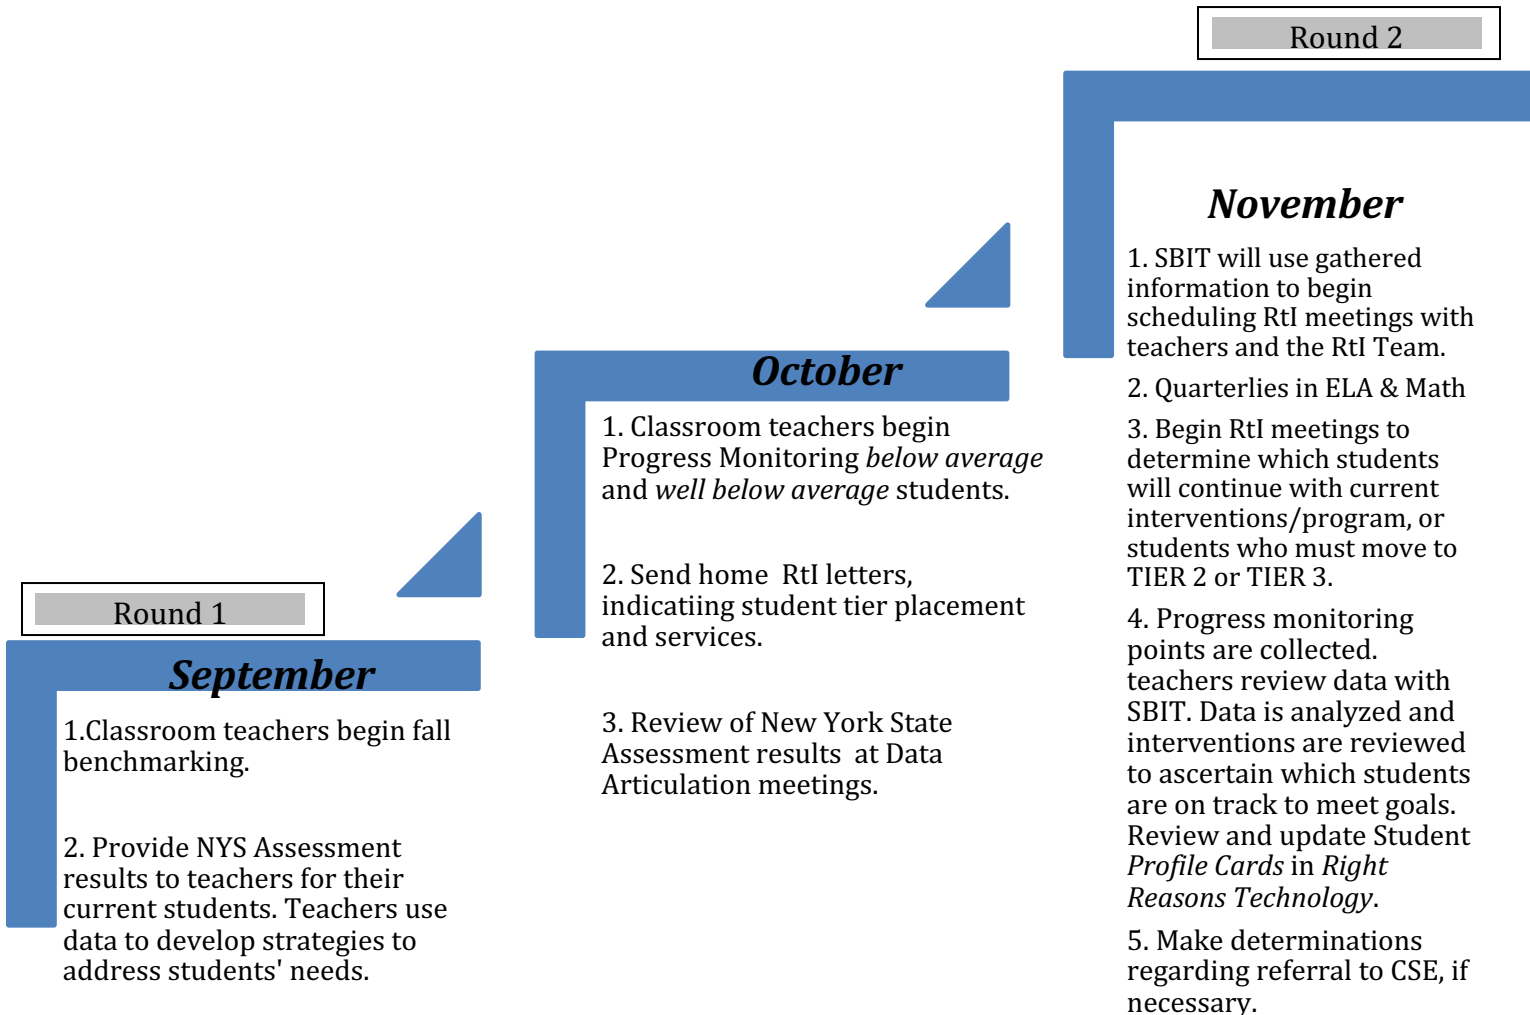 Round 1
September
1.Classroom teachers begin fall
benchmarking.
2. Provide NYS Assessment
results to teachers for their
current students. Teachers use
data to develop strategies to
address students' needs.
October
1. Classroom teachers begin
Progress Monitoring below average
and well below average students.
2. Send home  RtI letters,
indicatiing student tier placement
and services.
3. Review of New York State
Assessment results  at Data
Articulation meetings.
Round 2
November
1. SBIT will use gathered
information to begin
scheduling RtI meetings with
teachers and the RtI Team.
2. Quarterlies in ELA & Math
3. Begin RtI meetings to
determine which students
will continue with current
interventions/program, or
students who must move to
TIER 2 or TIER 3.
4. Progress monitoring
points are collected.
teachers review data with
SBIT. Data is analyzed and
interventions are reviewed
to ascertain which students
are on track to meet goals.
Review and update Student
Profile Cards in Right
Reasons Technology.
5. Make determinations
regarding referral to CSE, if
necessary.